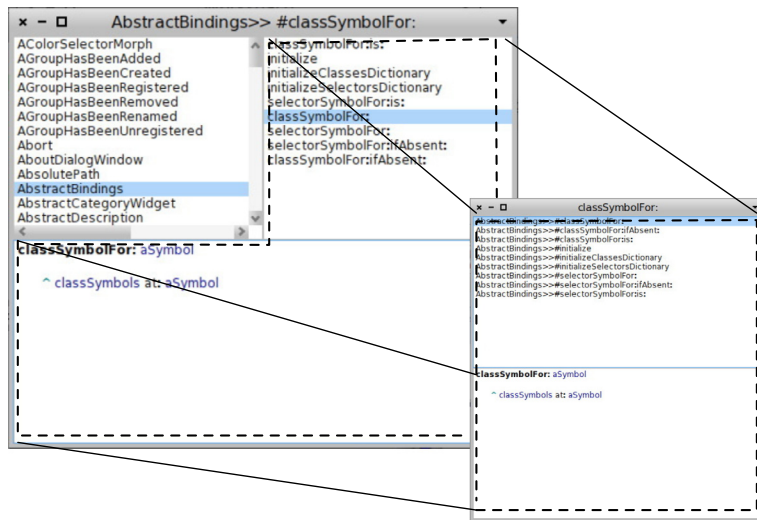 AbstractBindings>> #classSymbolFor:
AColorSelectorMorph
AGroupHasBeenAdded
AGroupHasBeenCreated
AGroupHasBeenRegistered
AGroupHasBeenRemoved
AGroupHasBeenRenamed
AGroupHasBeenUnregistered
Abort
AboutDialogWindow
AbsolutePath
AbstractBindings
AbstractCategoryWidget
AbstractDescription
classSymbolFor:is:
initialize
initializeClassesDictionary
initializeSelectorsDictionary
selectorSymbolFor:is:
classSymbolFor:
selectorSymbolFor:
selectorSymbolFor:ifAbsent:
classSymbolFor:ifAbsent:
classSymbolFor: aSymbol
^ classSymbols at: aSymbol
classSymbolFor:
AbstractBindings>>#classSymbolFor:
AbstractBindings>>#classSymbolFor:ifAbsent:
AbstractBindings>>#classSymbolFor:is:
AbstractBindings>>#initialize
AbstractBindings>>#initializeClassesDictionary
AbstractBindings>>#initializeSelectorsDictionary
AbstractBindings>>#selectorSymbolFor:
AbstractBindings>>#selectorSymbolFor:ifAbsent:
AbstractBindings>>#selectorSymbolFor:is:
classSymbolFor: aSymbol
^ classSymbols at: aSymbol